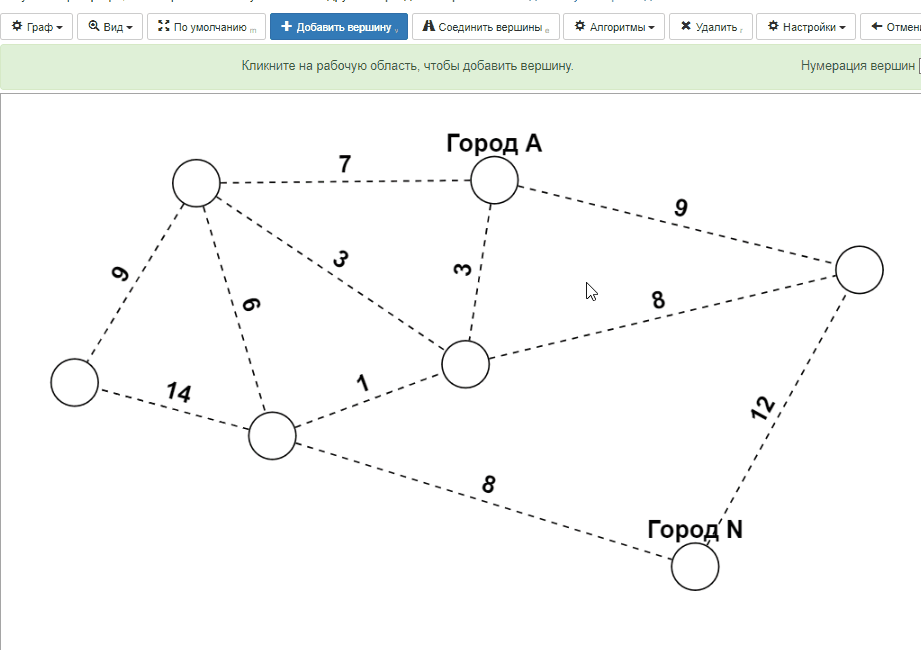 Граф Вид По умолчанию m Добавить вершину v Соединить вершины e Алгоритмы Удалить r Настройки
Кликните на рабочую область, чтобы добавить вершину. Нумерация вершин
Город A
7
9
3
9
3
6
8
1
14
12
8
Город N